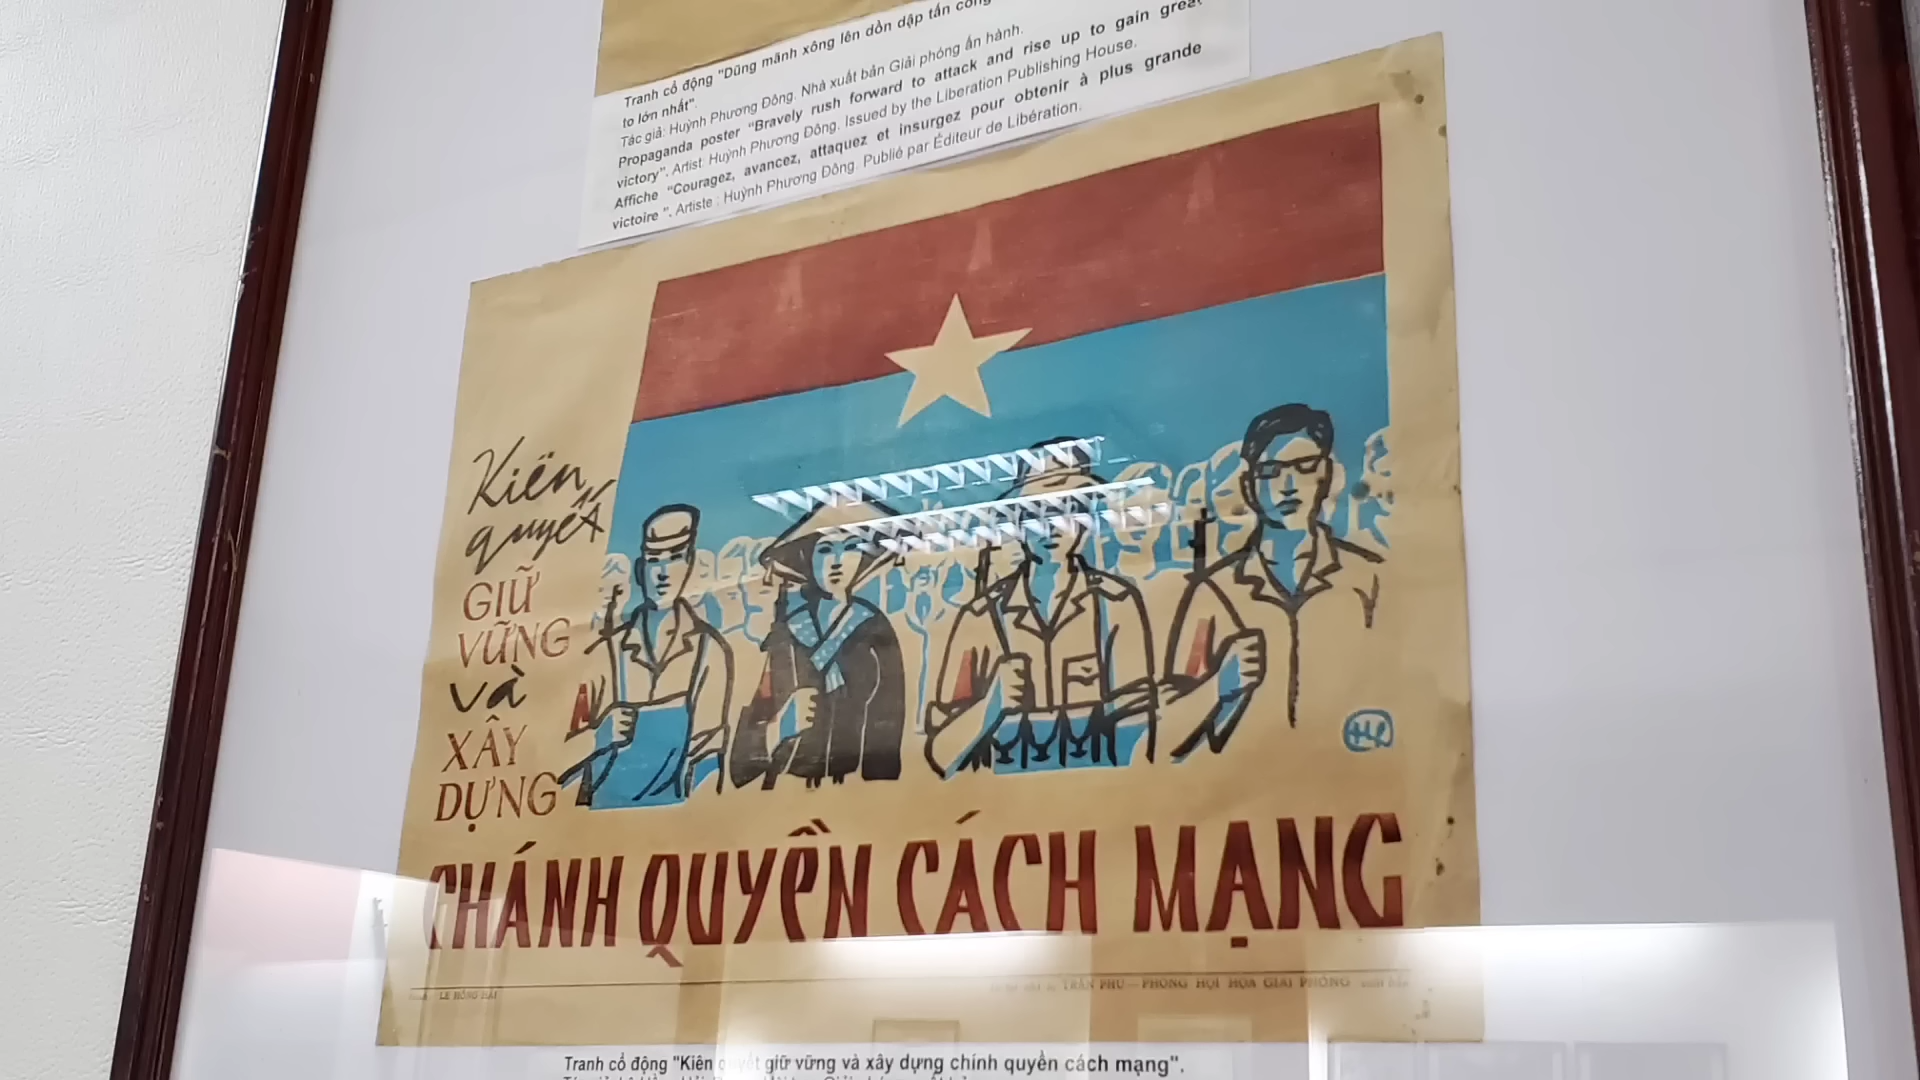 Tranh cổ động "Dũng mãnh xông lên dồn dập tấn công
to lớn nhất".
Tác giả: Huỳnh Phương Đông. Nhà xuất bản Giải phóng ấn hành.
Propaganda poster "Bravely rush forward to attack and rise up to gain great
victory". Artist: Huỳnh Phương Đông. Issued by the Liberation Publishing House.
Affiche "Couragez, avancez, attaquez et insurgez pour obtenir à plus grande
victoire ". Artiste : Huỳnh Phương Đông. Publié par Éditeur de Libération.
Kiên
quyết
GIỮ
VỮNG
và
XÂY
DỰNG
CHÁNH QUYỀN CÁCH MẠNG
LE HỒNG HẢI
TRẦN PHÚ — PHÒNG HỘI HỌA GIẢI PHÓNG
Tranh cổ động "Kiên quyết giữ vững và xây dựng chính quyền cách mạng".